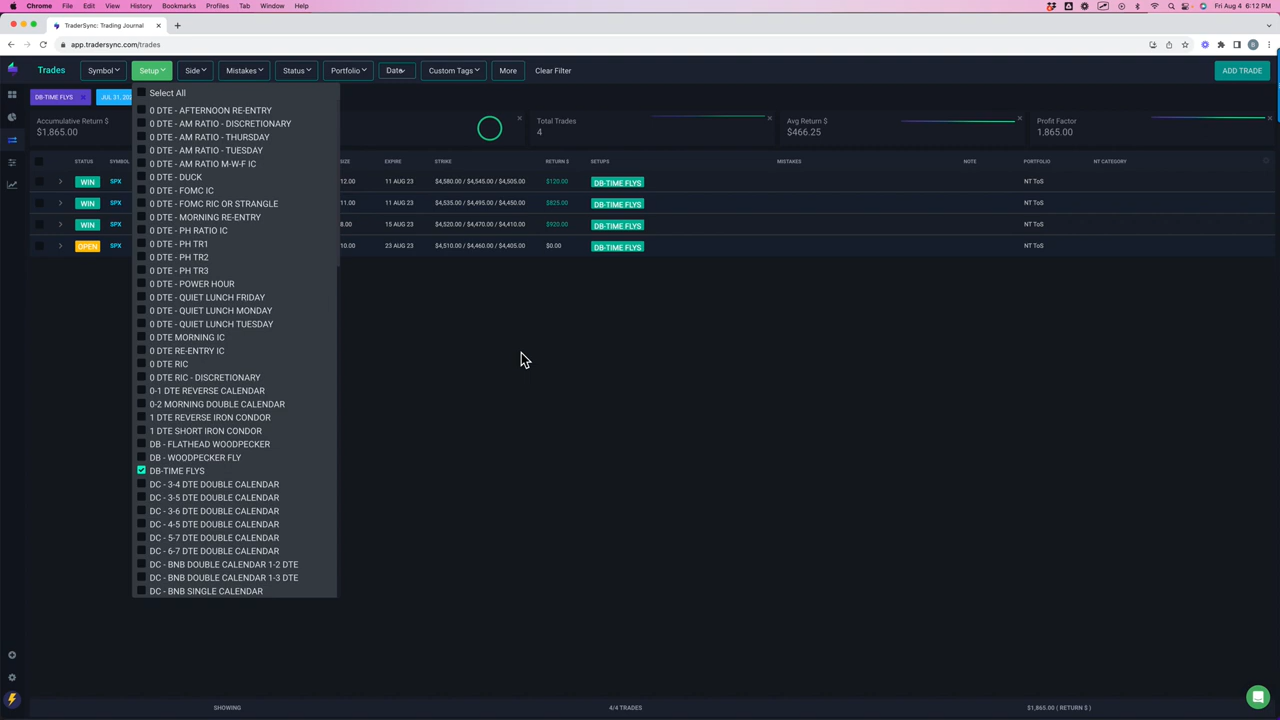 Chrome File Edit View History Bookmarks Profiles Tab Window Help Fri Aug 4 6:12 PM
TraderSync: Trading Journal
app.tradersync.com/trades
Trades Symbol Setup Side Mistakes Status Portfolio Date Custom Tags More Clear Filter ADD TRADE
DB-TIME FLYS × JUL 31, 202
Accumulative Return $ Total Trades Avg Return $ Profit Factor
$1,865.00 4 $466.25 1,865.00
STATUS SYMBOL SIZE EXPIRE STRIKE RETURN $ SETUPS MISTAKES NOTE PORTFOLIO NT CATEGORY
WIN SPX 12.00 11 AUG 23 $4,580.00 / $4,545.00 / $4,505.00 $120.00 DB-TIME FLYS NT ToS
WIN SPX 11.00 11 AUG 23 $4,535.00 / $4,495.00 / $4,450.00 $825.00 DB-TIME FLYS NT ToS
WIN SPX 8.00 15 AUG 23 $4,520.00 / $4,470.00 / $4,410.00 $920.00 DB-TIME FLYS NT ToS
OPEN SPX 10.00 23 AUG 23 $4,510.00 / $4,460.00 / $4,405.00 $0.00 DB-TIME FLYS NT ToS
Select All
0 DTE - AFTERNOON RE-ENTRY
0 DTE - AM RATIO - DISCRETIONARY
0 DTE - AM RATIO - THURSDAY
0 DTE - AM RATIO - TUESDAY
0 DTE - AM RATIO M-W-F IC
0 DTE - DUCK
0 DTE - FOMC IC
0 DTE - FOMC RIC OR STRANGLE
0 DTE - MORNING RE-ENTRY
0 DTE - PH RATIO IC
0 DTE - PH TR1
0 DTE - PH TR2
0 DTE - PH TR3
0 DTE - POWER HOUR
0 DTE - QUIET LUNCH FRIDAY
0 DTE - QUIET LUNCH MONDAY
0 DTE - QUIET LUNCH TUESDAY
0 DTE MORNING IC
0 DTE RE-ENTRY IC
0 DTE RIC
0 DTE RIC - DISCRETIONARY
0-1 DTE REVERSE CALENDAR
0-2 MORNING DOUBLE CALENDAR
1 DTE REVERSE IRON CONDOR
1 DTE SHORT IRON CONDOR
DB - FLATHEAD WOODPECKER
DB - WOODPECKER FLY
DB-TIME FLYS
DC - 3-4 DTE DOUBLE CALENDAR
DC - 3-5 DTE DOUBLE CALENDAR
DC - 3-6 DTE DOUBLE CALENDAR
DC - 4-5 DTE DOUBLE CALENDAR
DC - 5-7 DTE DOUBLE CALENDAR
DC - 6-7 DTE DOUBLE CALENDAR
DC - BNB DOUBLE CALENDAR 1-2 DTE
DC - BNB DOUBLE CALENDAR 1-3 DTE
DC - BNB SINGLE CALENDAR
SHOWING 4/4 TRADES $1,865.00 ( RETURN $ )